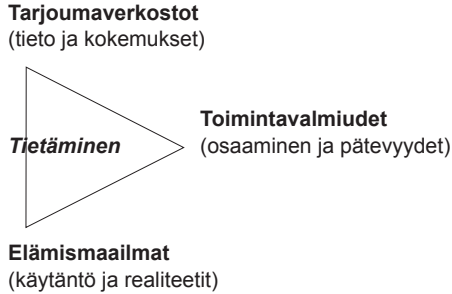 Tarjoumaverkostot
(tieto ja kokemukset)
Toimintavalmiudet
Tietäminen
(osaaminen ja pätevyydet)
Elämismaailmat
(käytäntö ja realiteetit)